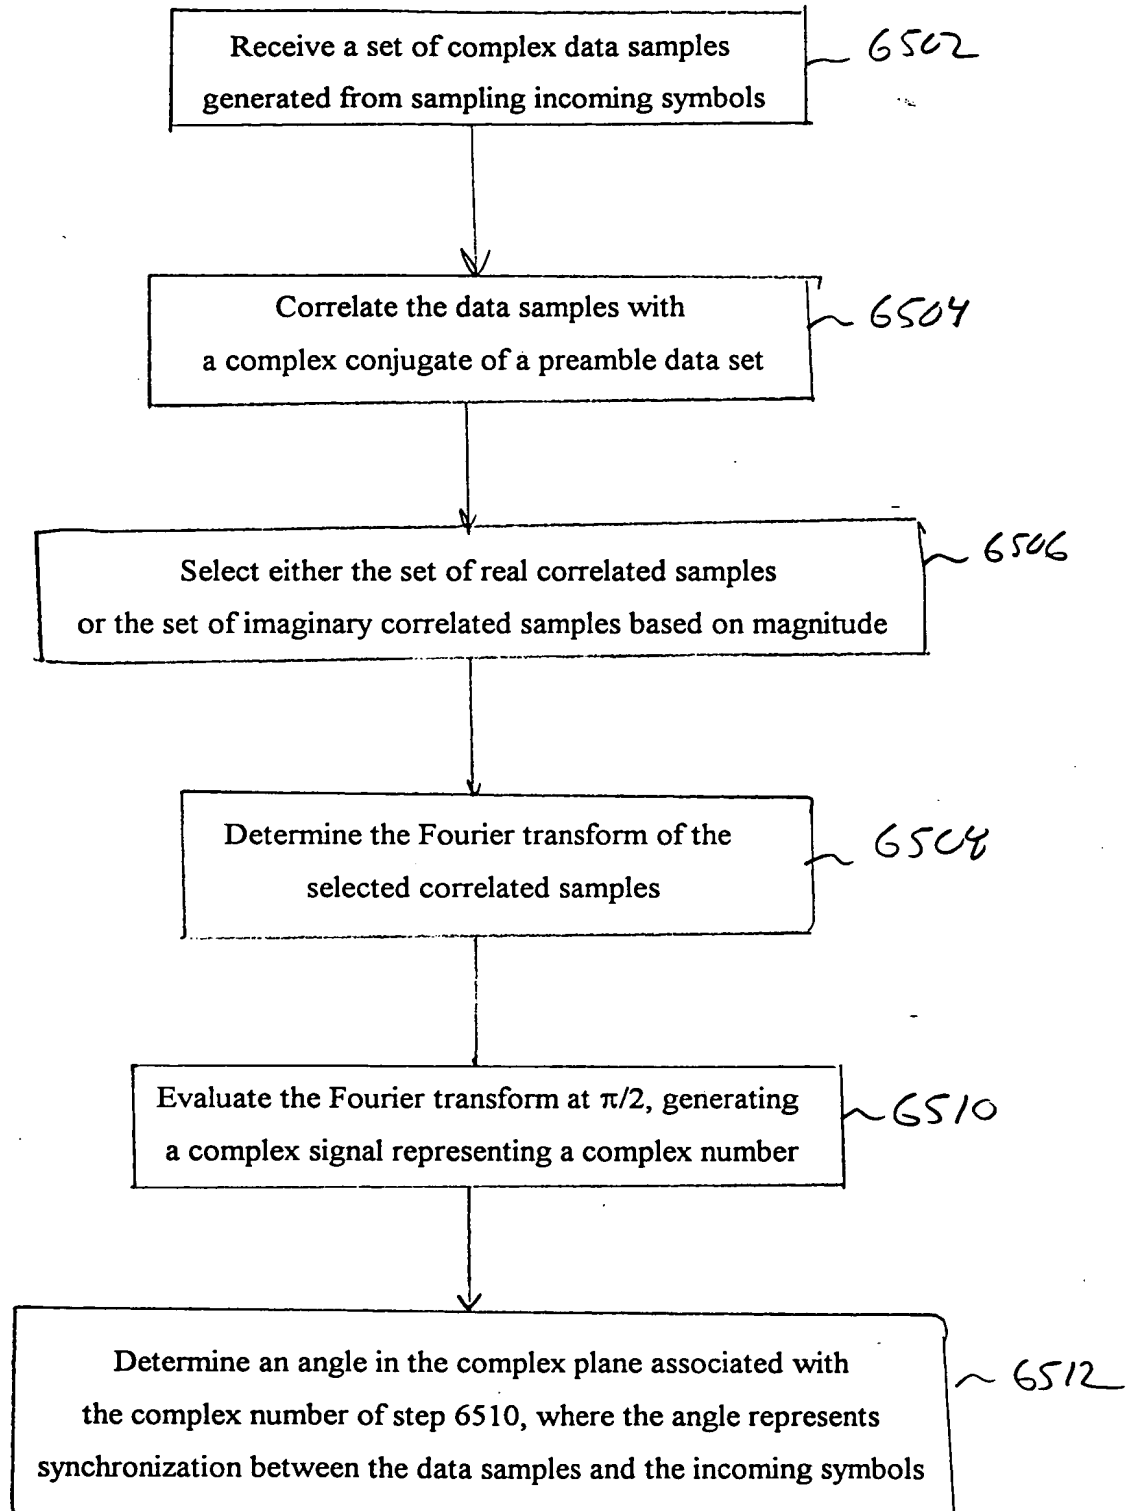 Receive a set of complex data samples
generated from sampling incoming symbols
6502
Correlate the data samples with
a complex conjugate of a preamble data set
6504
Select either the set of real correlated samples
or the set of imaginary correlated samples based on magnitude
6506
Determine the Fourier transform of the
selected correlated samples
6508
Evaluate the Fourier transform at π/2, generating
a complex signal representing a complex number
6510
Determine an angle in the complex plane associated with
the complex number of step 6510, where the angle represents
synchronization between the data samples and the incoming symbols
6512